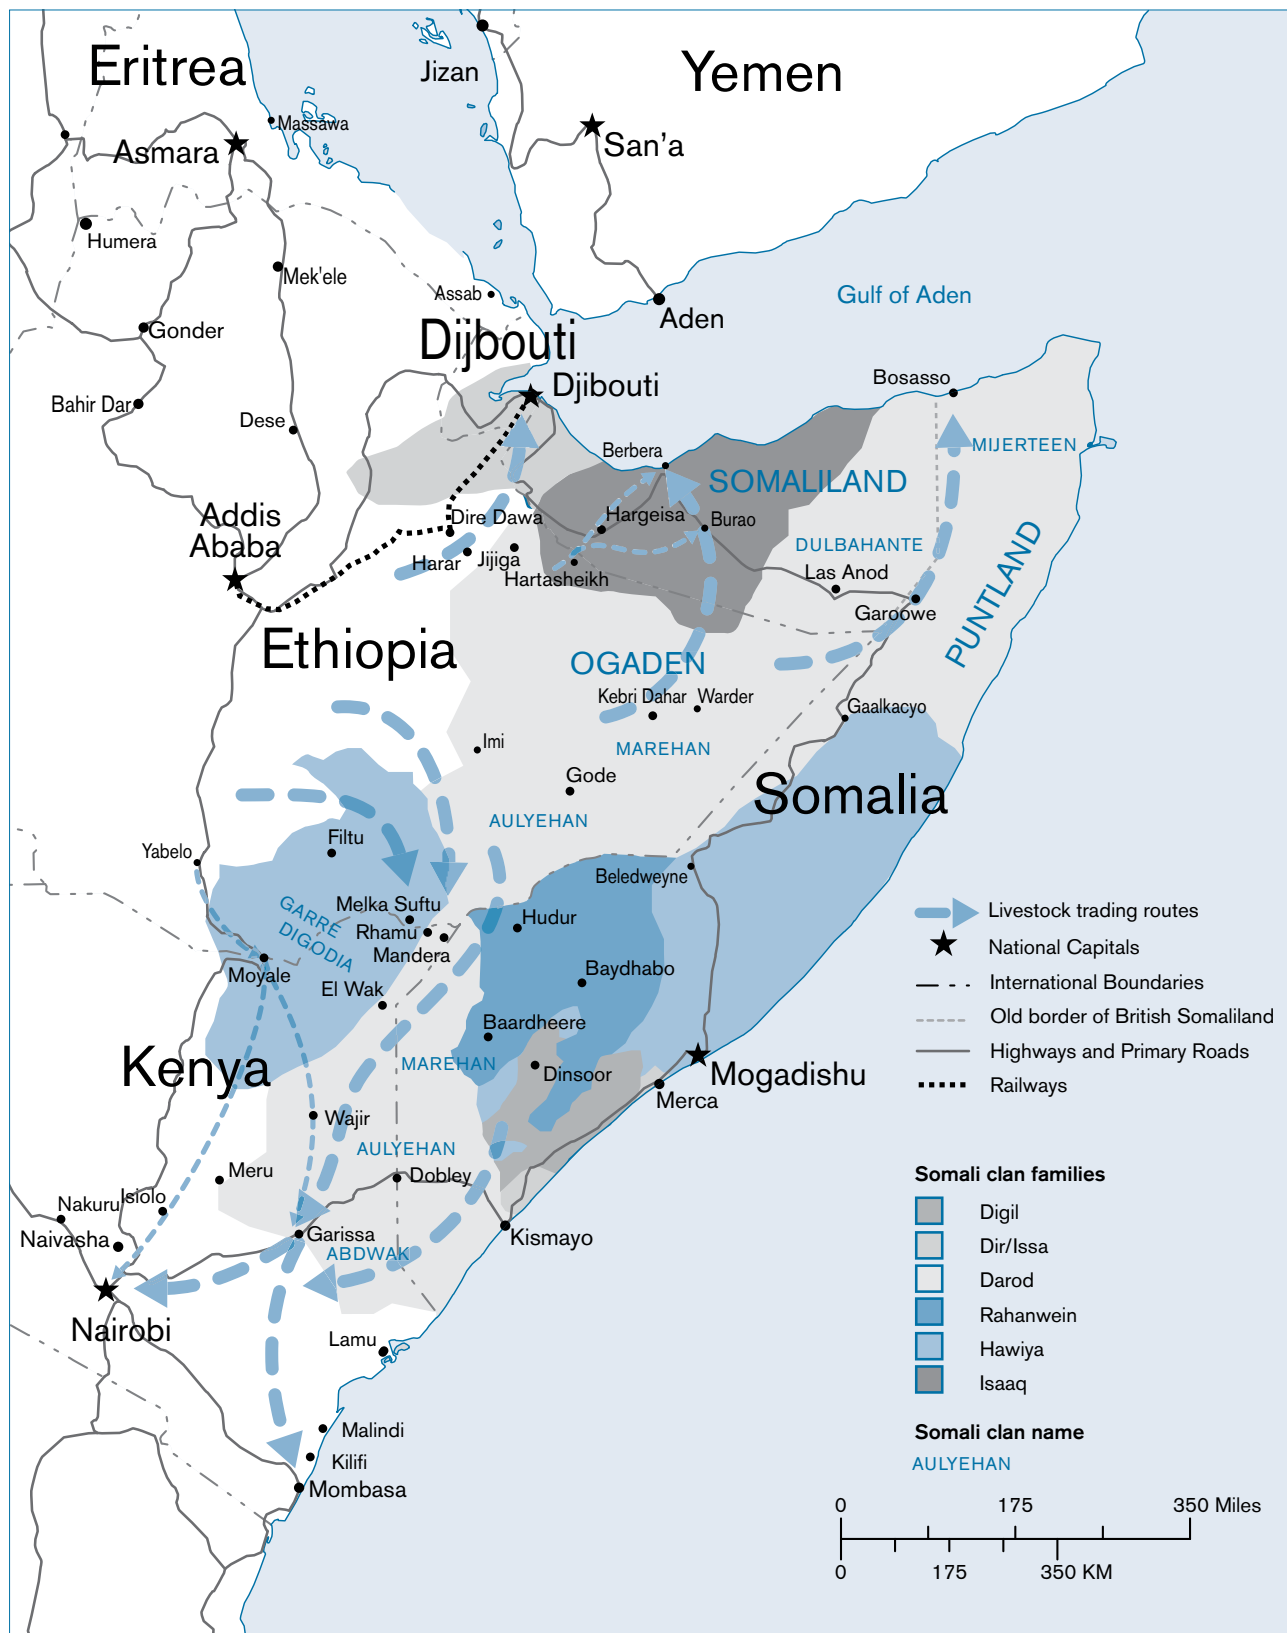 Eritrea
Yemen
Jizan
Massawa
Asmara
San'a
Humera
Mek'ele
Assab
Gulf of Aden
Aden
Gonder
Dijbouti
Djibouti
Bosasso
Bahir Dar
Dese
MIJERTEEN
Berbera
SOMALILAND
Addis
Ababa
Dire Dawa
Hargeisa
Burao
DULBAHANTE
Harar
Jijiga
Hartasheikh
Las Anod
Garoowe
PUNTLAND
Ethiopia
OGADEN
Kebri Dahar
Warder
Gaalkacyo
Imi
MAREHAN
Gode
Somalia
AULYEHAN
Filtu
Yabelo
Beledweyne
Melka Suftu
GARRE
DIGODIA
Rhamu
Mandera
Hudur
Moyale
Baydhabo
El Wak
Baardheere
Kenya
MAREHAN
Dinsoor
Mogadishu
Merca
Wajir
AULYEHAN
Meru
Dobley
Nakuru
Isiolo
Naivasha
Garissa
ABDWAK
Kismayo
Nairobi
Lamu
Malindi
Kilifi
Mombasa
Livestock trading routes
National Capitals
International Boundaries
Old border of British Somaliland
Highways and Primary Roads
Railways
Somali clan families
Digil
Dir/Issa
Darod
Rahanwein
Hawiya
Isaaq
Somali clan name
AULYEHAN
0 175 350 Miles
0 175 350 KM